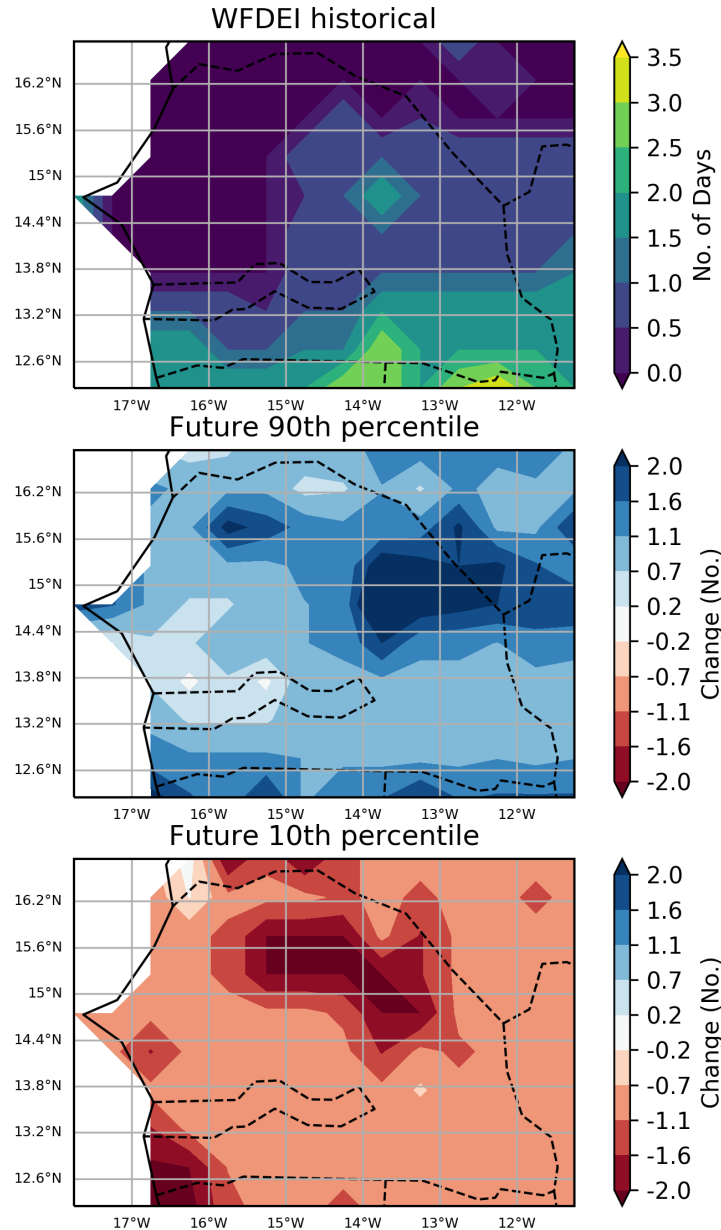 WFDEI historical
16.2°N
15.6°N
15°N
14.4°N
13.8°N
13.2°N
12.6°N
17°W 16°W 15°W 14°W 13°W 12°W
3.5
3.0
2.5
2.0
1.5
1.0
0.5
0.0
No. of Days
Future 90th percentile
16.2°N
15.6°N
15°N
14.4°N
13.8°N
13.2°N
12.6°N
17°W 16°W 15°W 14°W 13°W 12°W
2.0
1.6
1.1
0.7
0.2
-0.2
-0.7
-1.1
-1.6
-2.0
Change (No.)
Future 10th percentile
16.2°N
15.6°N
15°N
14.4°N
13.8°N
13.2°N
12.6°N
17°W 16°W 15°W 14°W 13°W 12°W
2.0
1.6
1.1
0.7
0.2
-0.2
-0.7
-1.1
-1.6
-2.0
Change (No.)